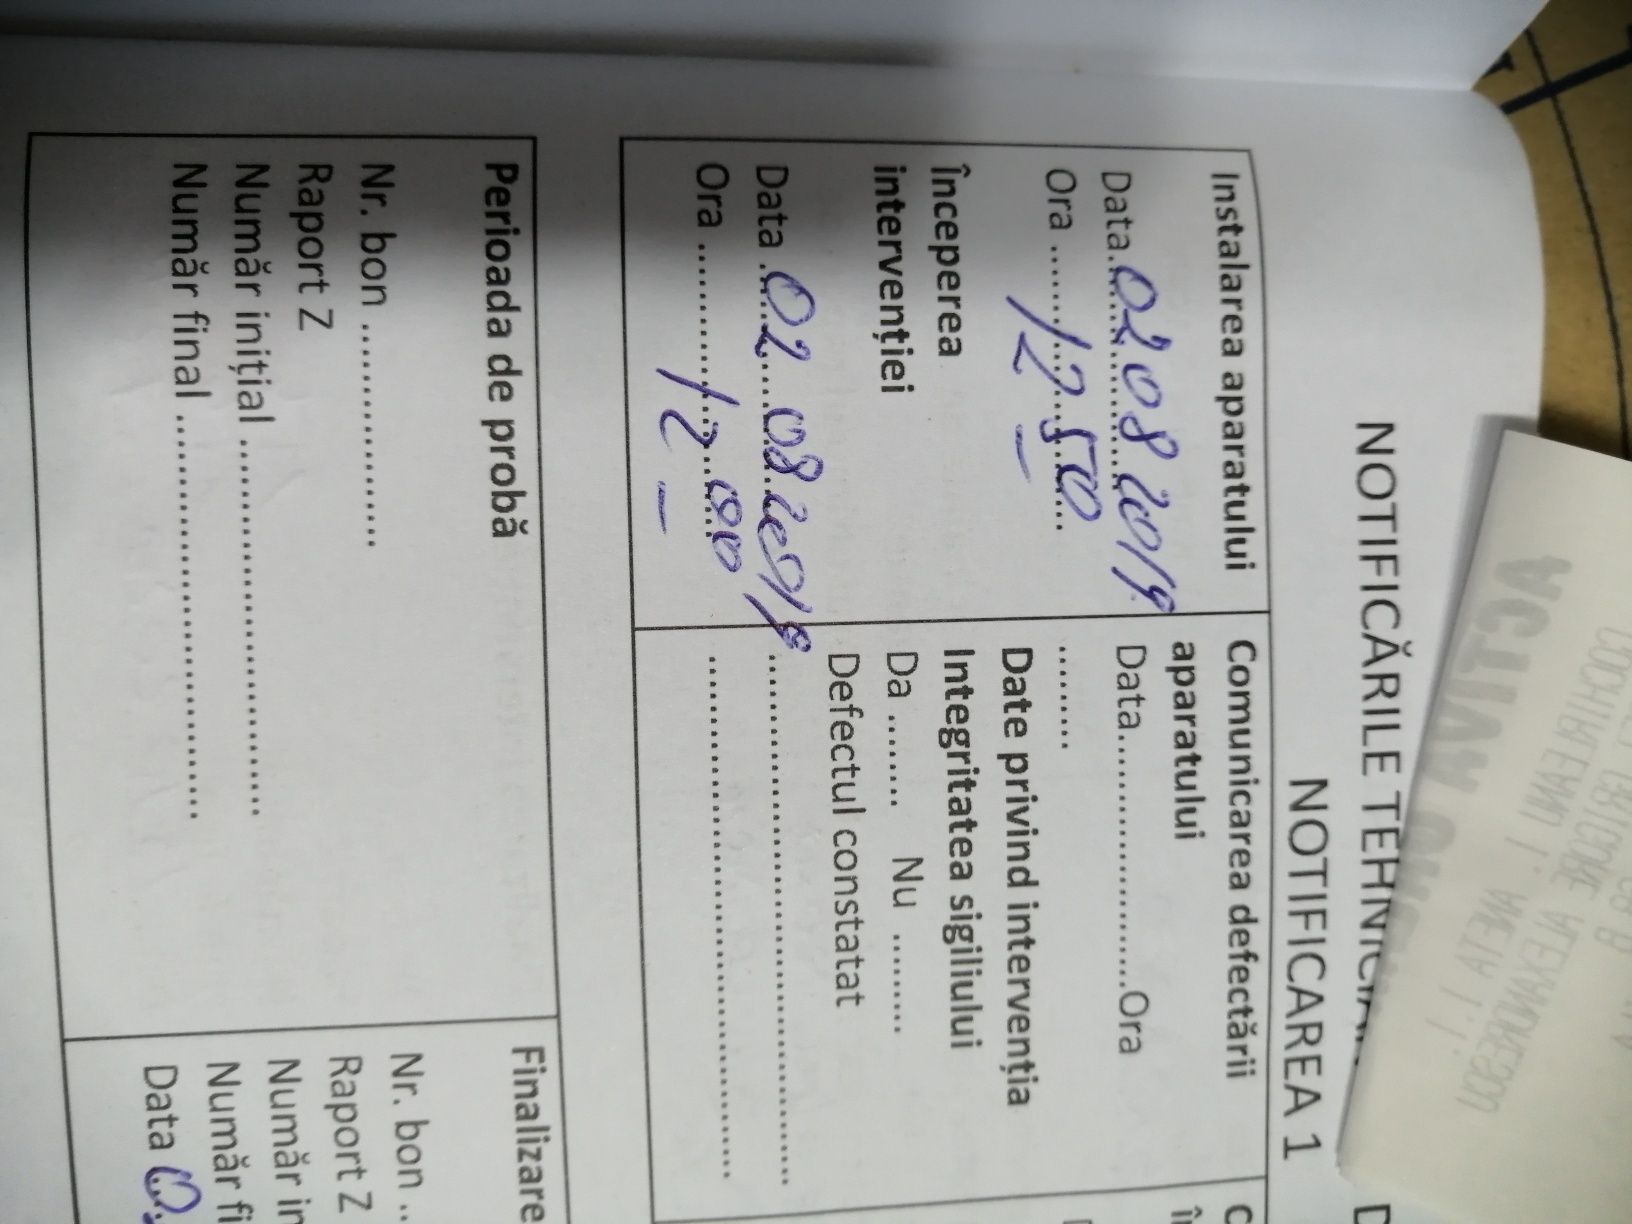 NOTIFICĂRILE TEHNICI
NOTIFICAREA 1
Instalarea aparatului
Data.02 08 2019
Ora ........12 50...
Începerea
intervenției
Data ....02 08 2019
Ora ............12 00
Comunicarea defectării
aparatului
Data.......................Ora
.........
Date privind intervenția
Integritatea sigiliului
Da ........ Nu .........
Defectul constatat
....................................................
....................................................
Perioada de probă
Nr. bon ....................
Raport Z
Număr inițial ....................................
Număr final ......................................
Finalizare
Nr. bon ..
Raport Z
Număr in
Număr fi
Data